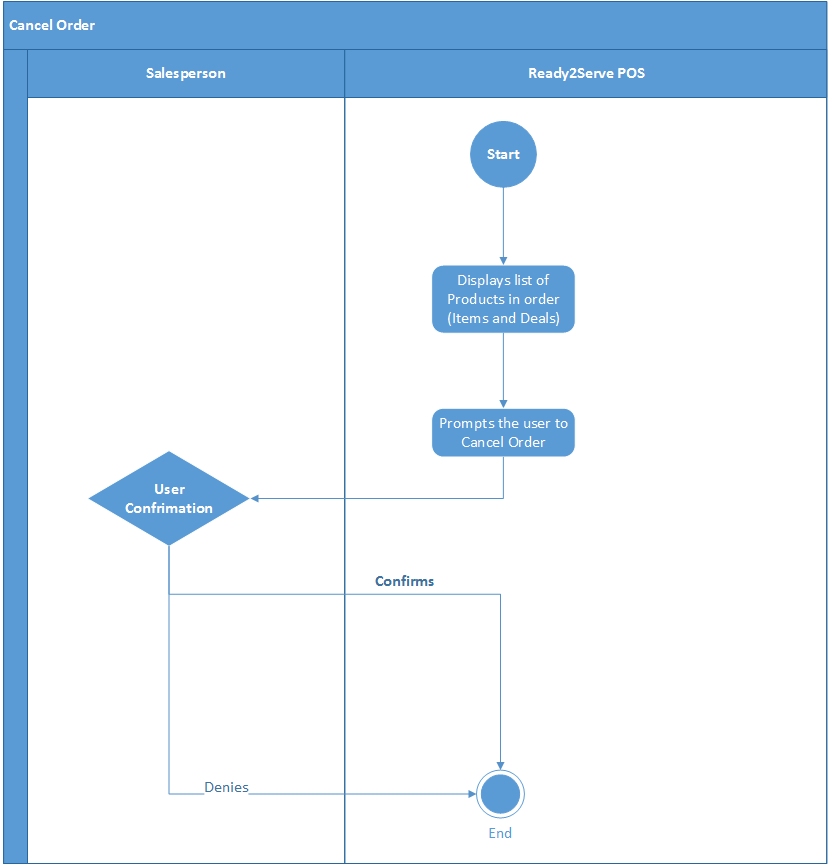 Cancel Order
Salesperson
Ready2Serve POS
Start
Displays list of
Products in order
(Items and Deals)
Prompts the user to
Cancel Order
User
Confrimation
Confirms
Denies
End